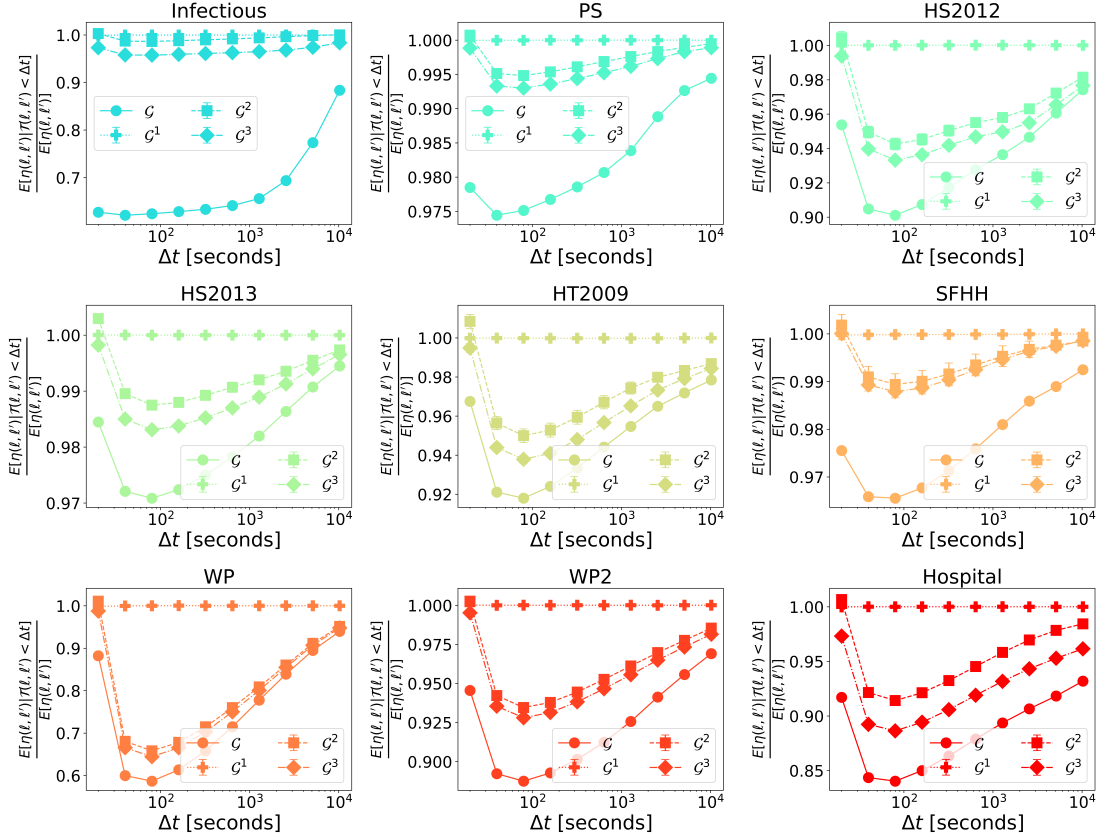 Infectious
E[η(ℓ, ℓ′)|𝒯(ℓ, ℓ′) < Δt]
E[η(ℓ, ℓ′)]
1.0
0.9
0.8
0.7
𝒢 𝒢²
𝒢¹ 𝒢³
10² 10³ 10⁴
Δt [seconds]
PS
E[η(ℓ, ℓ′)|𝒯(ℓ, ℓ′) < Δt]
E[η(ℓ, ℓ′)]
1.000
0.995
0.990
0.985
0.980
0.975
𝒢 𝒢²
𝒢¹ 𝒢³
10² 10³ 10⁴
Δt [seconds]
HS2012
E[η(ℓ, ℓ′)|𝒯(ℓ, ℓ′) < Δt]
E[η(ℓ, ℓ′)]
1.00
0.98
0.96
0.94
0.92
0.90
𝒢 𝒢²
𝒢¹ 𝒢³
10² 10³ 10⁴
Δt [seconds]
HS2013
E[η(ℓ, ℓ′)|𝒯(ℓ, ℓ′) < Δt]
E[η(ℓ, ℓ′)]
1.00
0.99
0.98
0.97
𝒢 𝒢²
𝒢¹ 𝒢³
10² 10³ 10⁴
Δt [seconds]
HT2009
E[η(ℓ, ℓ′)|𝒯(ℓ, ℓ′) < Δt]
E[η(ℓ, ℓ′)]
1.00
0.98
0.96
0.94
0.92
𝒢 𝒢²
𝒢¹ 𝒢³
10² 10³ 10⁴
Δt [seconds]
SFHH
E[η(ℓ, ℓ′)|𝒯(ℓ, ℓ′) < Δt]
E[η(ℓ, ℓ′)]
1.00
0.99
0.98
0.97
𝒢 𝒢²
𝒢¹ 𝒢³
10² 10³ 10⁴
Δt [seconds]
WP
E[η(ℓ, ℓ′)|𝒯(ℓ, ℓ′) < Δt]
E[η(ℓ, ℓ′)]
1.0
0.9
0.8
0.7
0.6
𝒢 𝒢²
𝒢¹ 𝒢³
10² 10³ 10⁴
Δt [seconds]
WP2
E[η(ℓ, ℓ′)|𝒯(ℓ, ℓ′) < Δt]
E[η(ℓ, ℓ′)]
1.000
0.975
0.950
0.925
0.900
𝒢 𝒢²
𝒢¹ 𝒢³
10² 10³ 10⁴
Δt [seconds]
Hospital
E[η(ℓ, ℓ′)|𝒯(ℓ, ℓ′) < Δt]
E[η(ℓ, ℓ′)]
1.00
0.95
0.90
0.85
𝒢 𝒢²
𝒢¹ 𝒢³
10² 10³ 10⁴
Δt [seconds]